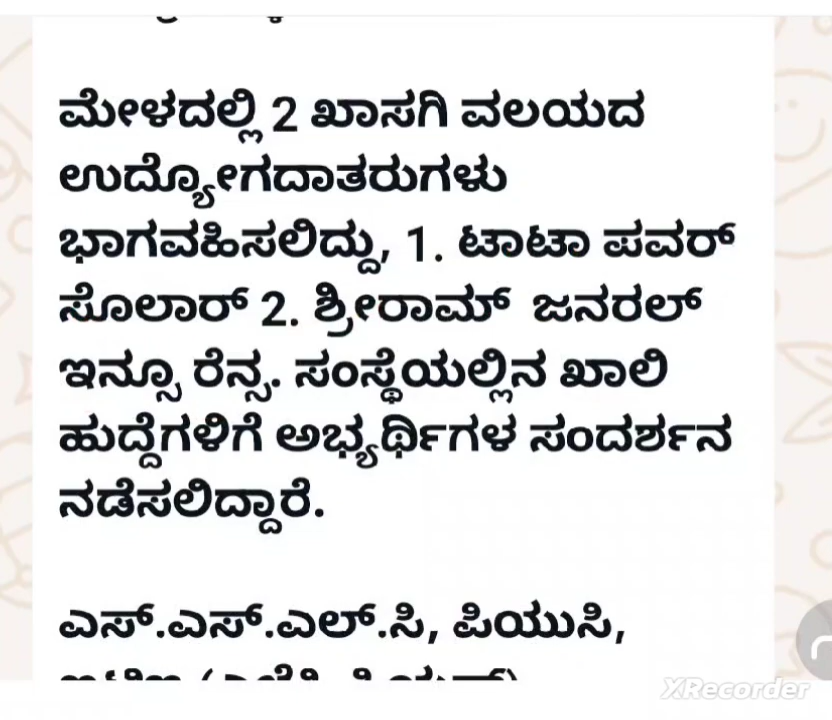 ಮೇಳದಲ್ಲಿ 2 ಖಾಸಗಿ ವಲಯದ
ಉದ್ಯೋಗದಾತರುಗಳು
ಭಾಗವಹಿಸಲಿದ್ದು, 1. ಟಾಟಾ ಪವರ್
ಸೊಲಾರ್ 2. ಶ್ರೀರಾಮ್ ಜನರಲ್
ಇನ್ಸೂ ರೆನ್ಸ. ಸಂಸ್ಥೆಯಲ್ಲಿನ ಖಾಲಿ
ಹುದ್ದೆಗಳಿಗೆ ಅಭ್ಯರ್ಥಿಗಳ ಸಂದರ್ಶನ
ನಡೆಸಲಿದ್ದಾರೆ.
ಎಸ್.ಎಸ್.ಎಲ್.ಸಿ, ಪಿಯುಸಿ,
XRecorder